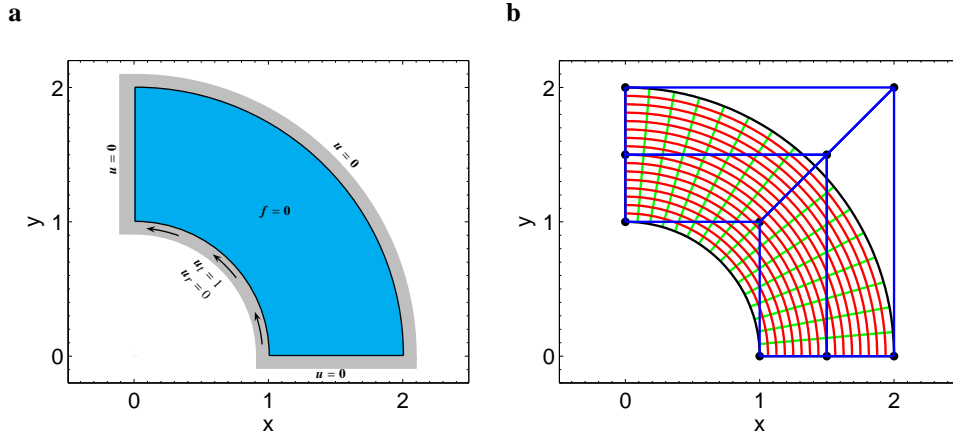 a
b
2
1
0
y
0
1
2
x
u = 0
u = 0
f = 0
u_t = 1
u_r = 0
u = 0
2
1
0
y
0
1
2
x